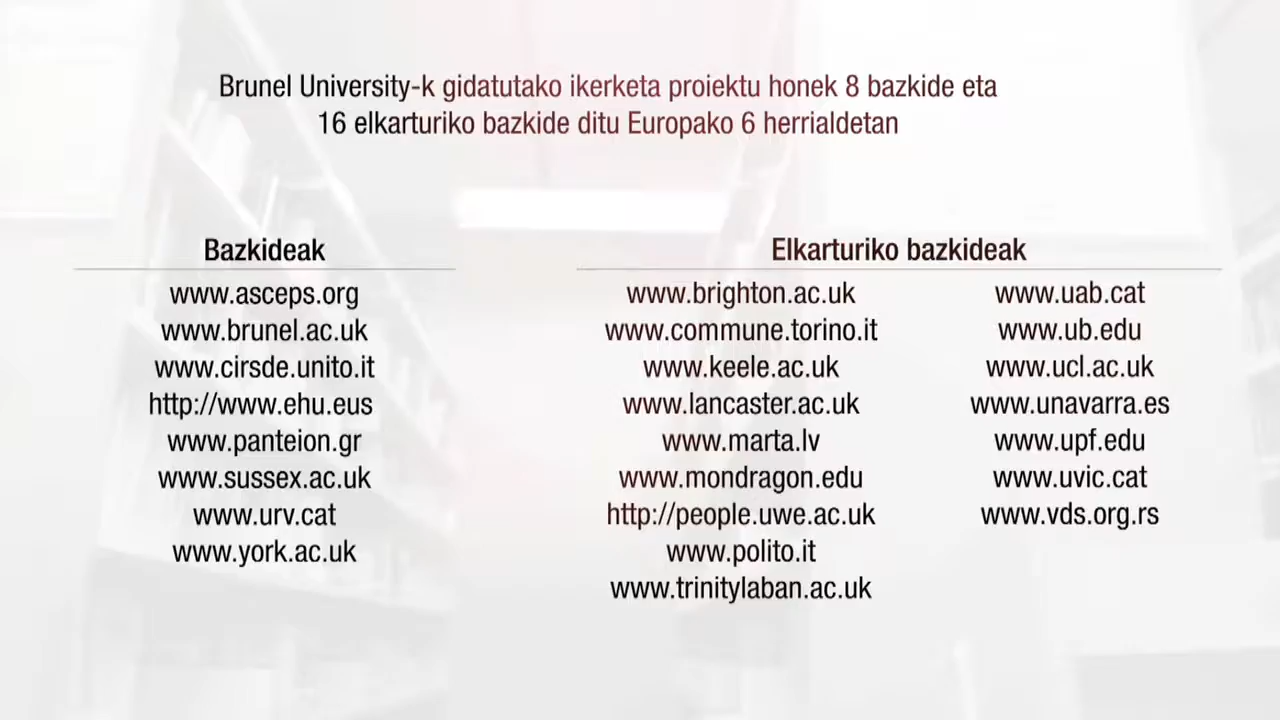 Brunel University-k gidatutako ikerketa proiektu honek 8 bazkide eta
16 elkarturiko bazkide ditu Europako 6 herrialdetan
Bazkideak
www.asceps.org
www.brunel.ac.uk
www.cirsde.unito.it
http://www.ehu.eus
www.panteion.gr
www.sussex.ac.uk
www.urv.cat
www.york.ac.uk
Elkarturiko bazkideak
www.brighton.ac.uk
www.commune.torino.it
www.keele.ac.uk
www.lancaster.ac.uk
www.marta.lv
www.mondragon.edu
http://people.uwe.ac.uk
www.polito.it
www.trinitylaban.ac.uk
www.uab.cat
www.ub.edu
www.ucl.ac.uk
www.unavarra.es
www.upf.edu
www.uvic.cat
www.vds.org.rs